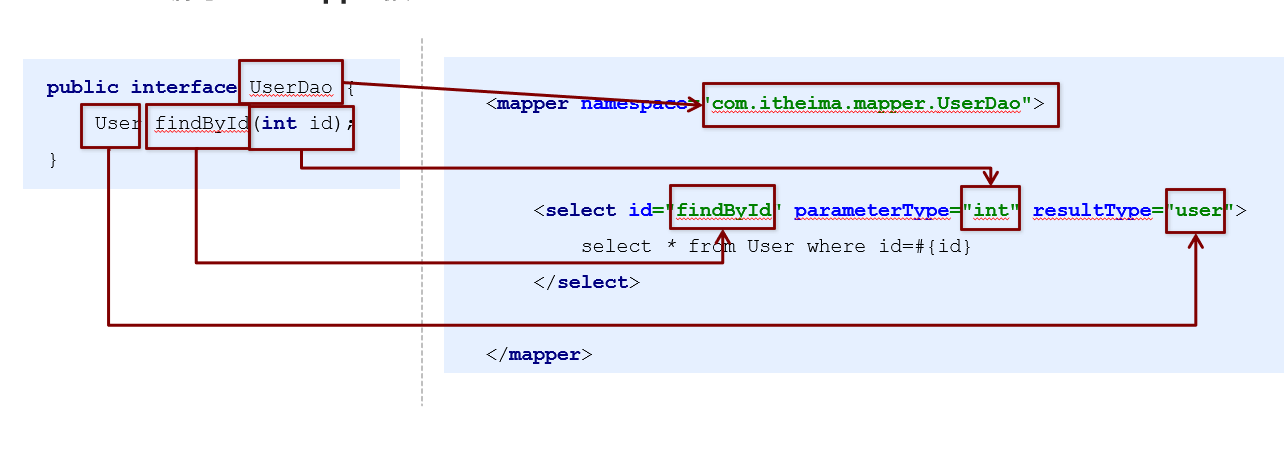 public interface UserDao {
User findById(int id);
}
<mapper namespace="com.itheima.mapper.UserDao">
<select id="findById" parameterType="int" resultType="user">
select * from User where id=#{id}
</select>
</mapper>